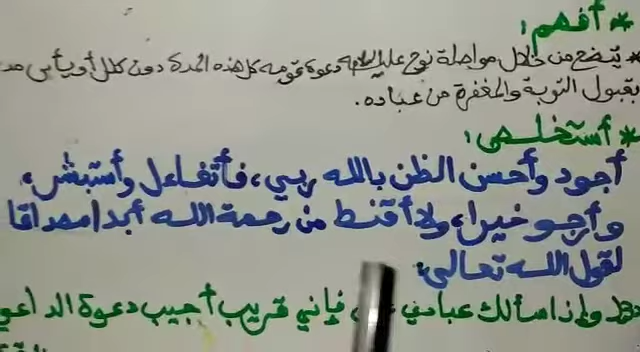 * أفهم:
* يتضح من خلال مواصلة نوح عليه السلام دعوة قومه كل هذه المدة دون كلل أو يأس
بقبول التوبة والمغفرة من عباده.
* أستخلص:
أجود وأحسن الظن بالله ربي، فأتفاءل وأستبشر،
وأرجو خيرا، ولا أقنط من رحمة الله أبدا مصداقا
لقول الله تعالى:
وإذا سألك عبادي فإني قريب أجيب دعوة الداعي